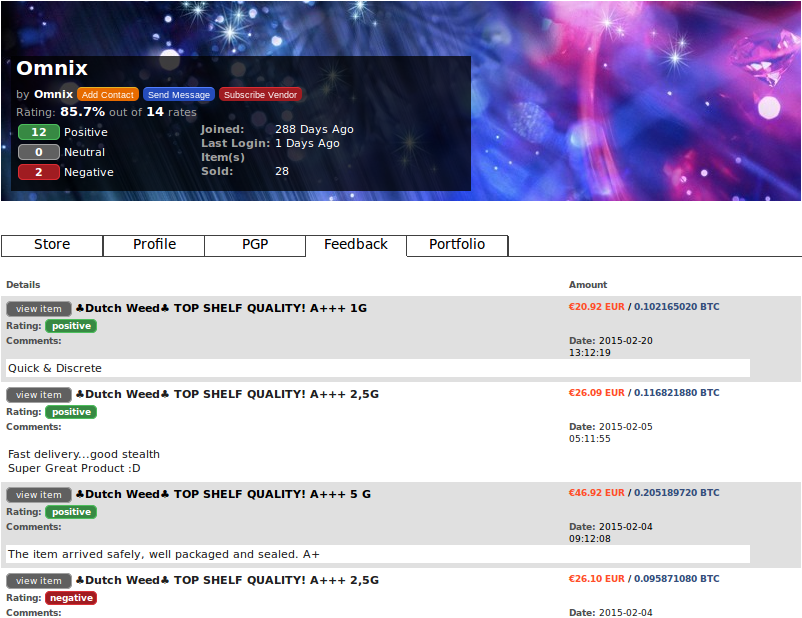 Omnix
by Omnix Add Contact Send Message Subscribe Vendor
Rating: 85.7% out of 14 rates
12 Positive
0 Neutral
2 Negative
Joined: 288 Days Ago
Last Login: 1 Days Ago
Item(s)
Sold: 28
Store Profile PGP Feedback Portfolio
Details Amount
view item ♣Dutch Weed♣ TOP SHELF QUALITY! A+++ 1G €20.92 EUR / 0.102165020 BTC
Rating: positive
Comments: Date: 2015-02-20
13:12:19
Quick & Discrete
view item ♣Dutch Weed♣ TOP SHELF QUALITY! A+++ 2,5G €26.09 EUR / 0.116821880 BTC
Rating: positive
Comments: Date: 2015-02-05
05:11:55
Fast delivery...good stealth
Super Great Product :D
view item ♣Dutch Weed♣ TOP SHELF QUALITY! A+++ 5 G €46.92 EUR / 0.205189720 BTC
Rating: positive
Comments: Date: 2015-02-04
09:12:08
The item arrived safely, well packaged and sealed. A+
view item ♣Dutch Weed♣ TOP SHELF QUALITY! A+++ 2,5G €26.10 EUR / 0.095871080 BTC
Rating: negative
Comments: Date: 2015-02-04